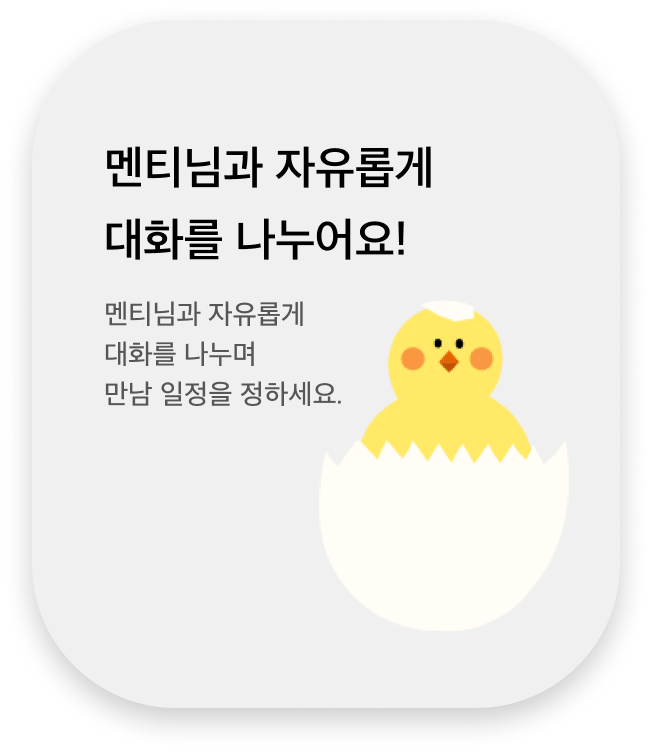 멘티님과 자유롭게
대화를 나누어요!
멘티님과 자유롭게
대화를 나누며
만남 일정을 정하세요.